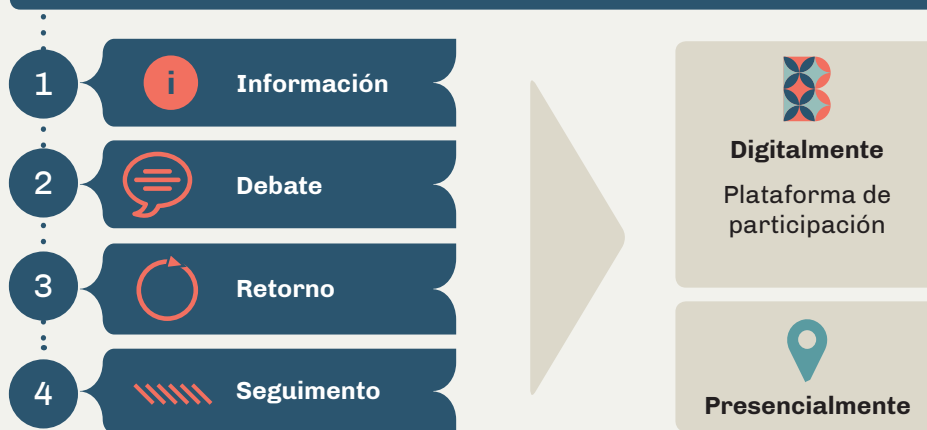 1
i
Información
2
Debate
3
Retorno
4
Seguimento
Digitalmente
Plataforma de
participación
Presencialmente